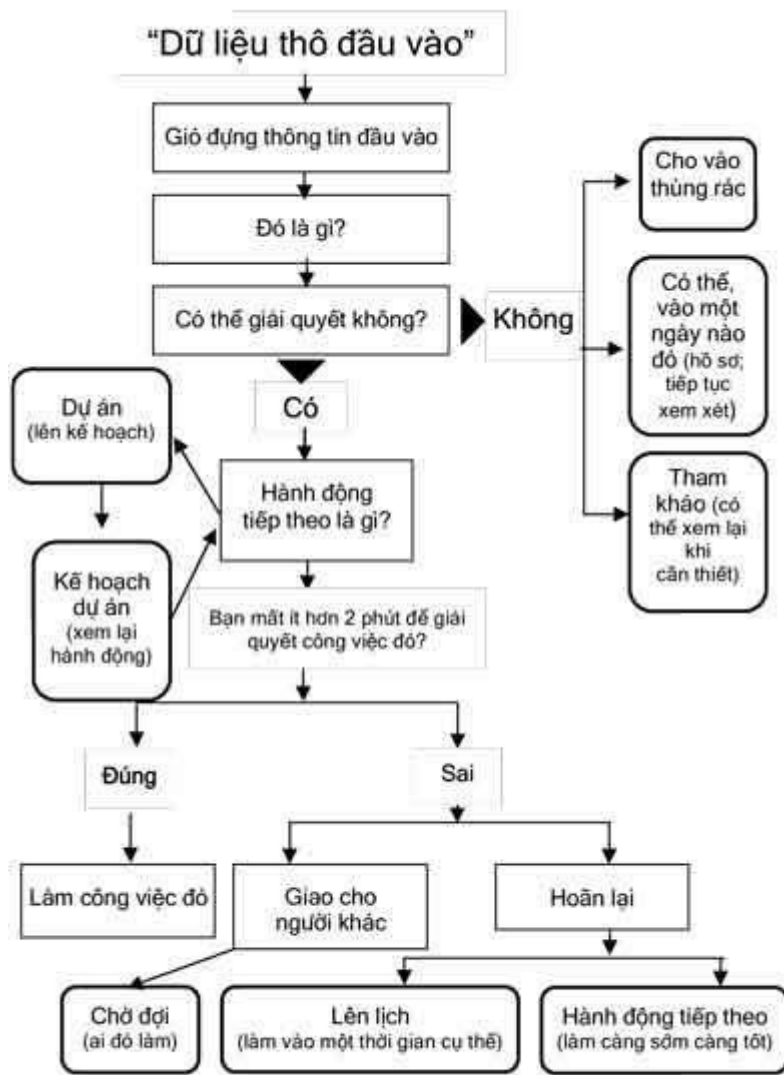 “Dữ liệu thô đầu vào”
Giỏ đựng thông tin đầu vào
Đó là gì?
Có thể giải quyết không?
Không
Cho vào
thùng rác
Có thể,
vào một
ngày nào
đó (hồ sơ;
tiếp tục
xem xét)
Tham
khảo (có
thể xem lại
khi
cần thiết)
Có
Dự án
(lên kế hoạch)
Hành động
tiếp theo là gì?
Kế hoạch
dự án
(xem lại
hành động)
Bạn mất ít hơn 2 phút để giải
quyết công việc đó?
Đúng
Sai
Làm công việc đó
Giao cho
người khác
Hoãn lại
Chờ đợi
(ai đó làm)
Lên lịch
(làm vào một thời gian cụ thể)
Hành động tiếp theo
(làm càng sớm càng tốt)